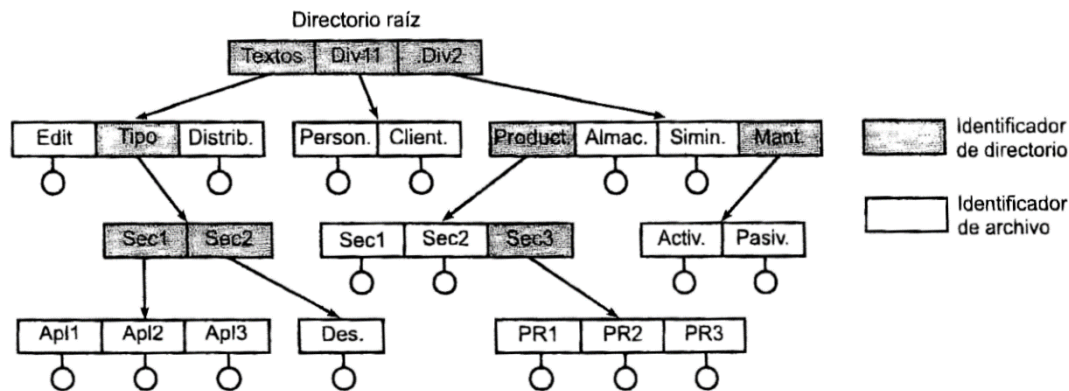 Directorio raíz
Textos Div11 .Div2
Edit Tipo Distrib. Person. Client. Product. Almac. Simin. Mant.
Identificador
de directorio
Sec1 Sec2 Sec1 Sec2 Sec3 Activ. Pasiv.
Identificador
de archivo
Apl1 Apl2 Apl3 Des. PR1 PR2 PR3